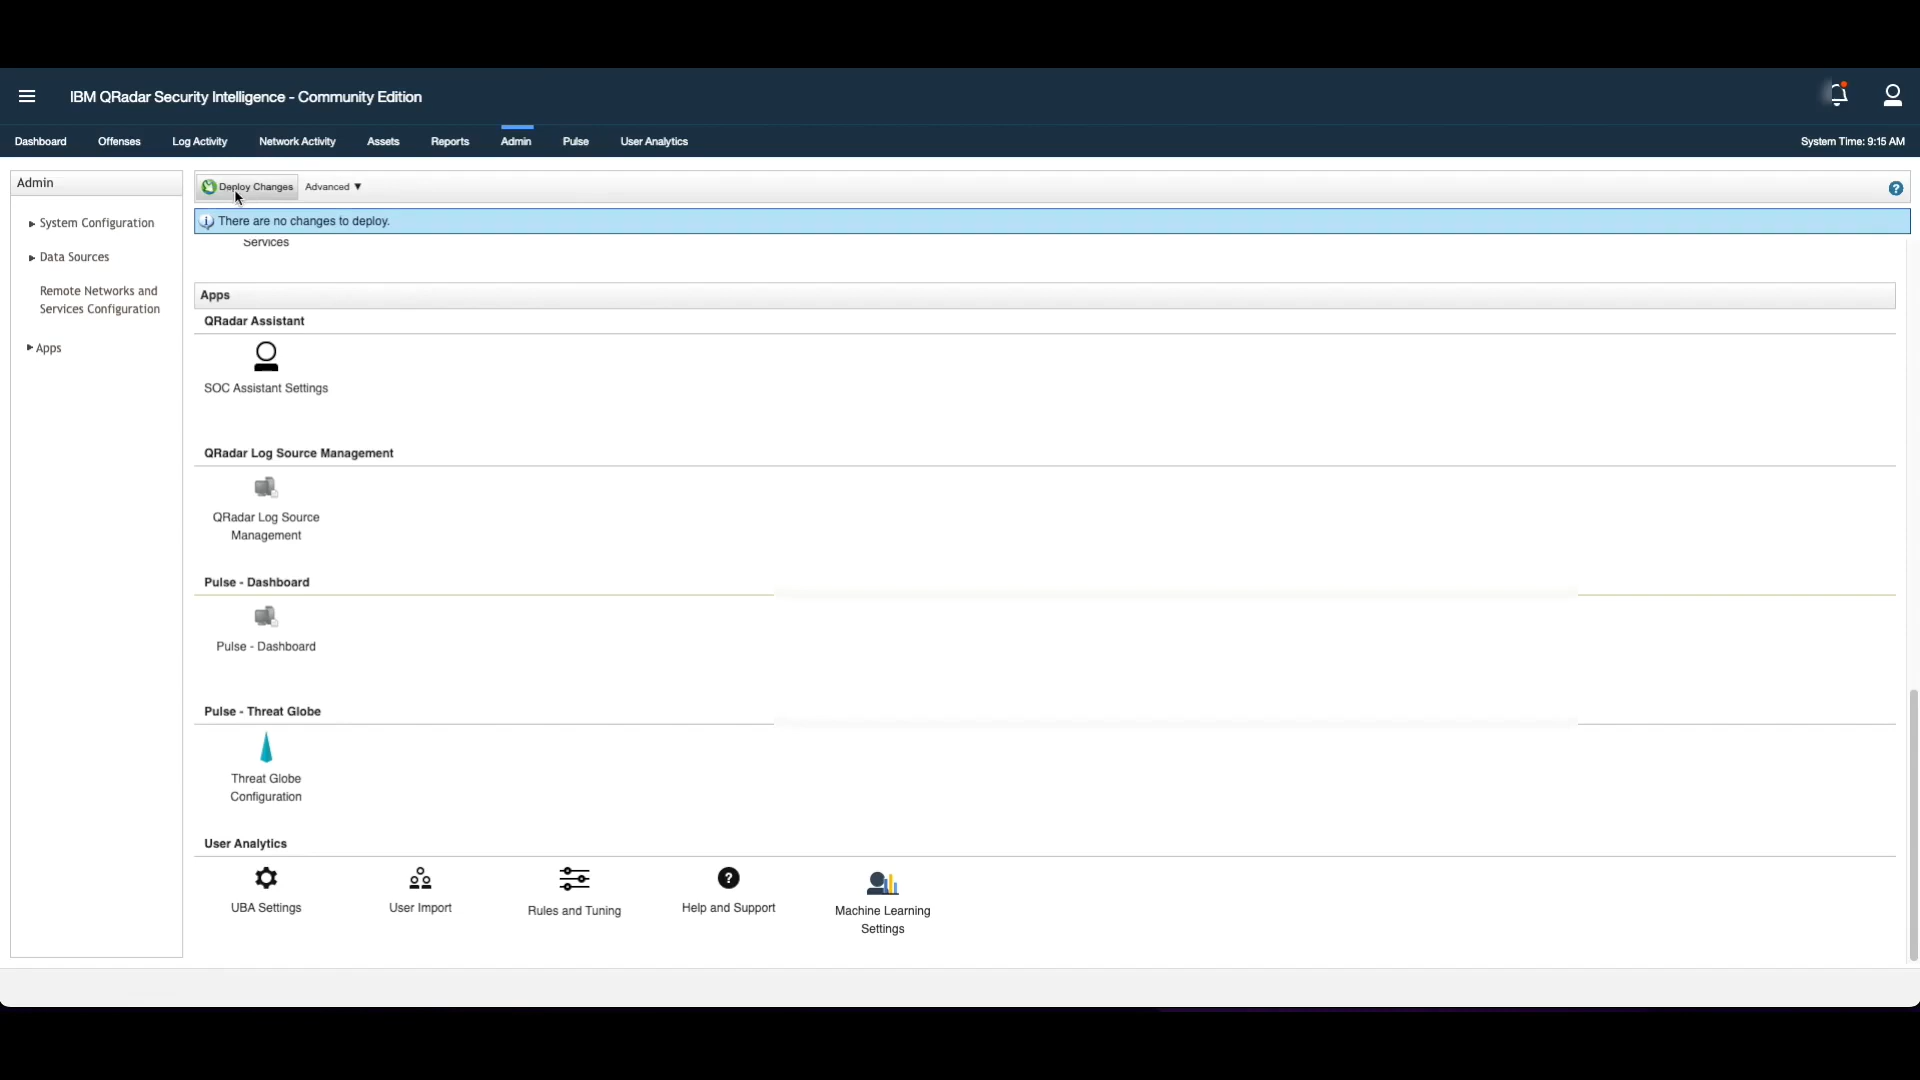 IBM QRadar Security Intelligence - Community Edition
Dashboard Offenses Log Activity Network Activity Assets Reports Admin Pulse User Analytics System Time: 9:15 AM
Admin
System Configuration
Data Sources
Remote Networks and
Services Configuration
Apps
Deploy Changes Advanced ▼
?
There are no changes to deploy.
Services
Apps
QRadar Assistant
SOC Assistant Settings
QRadar Log Source Management
QRadar Log Source
Management
Pulse - Dashboard
Pulse - Dashboard
Pulse - Threat Globe
Threat Globe
Configuration
User Analytics
?
UBA Settings User Import Rules and Tuning Help and Support Machine Learning
Settings